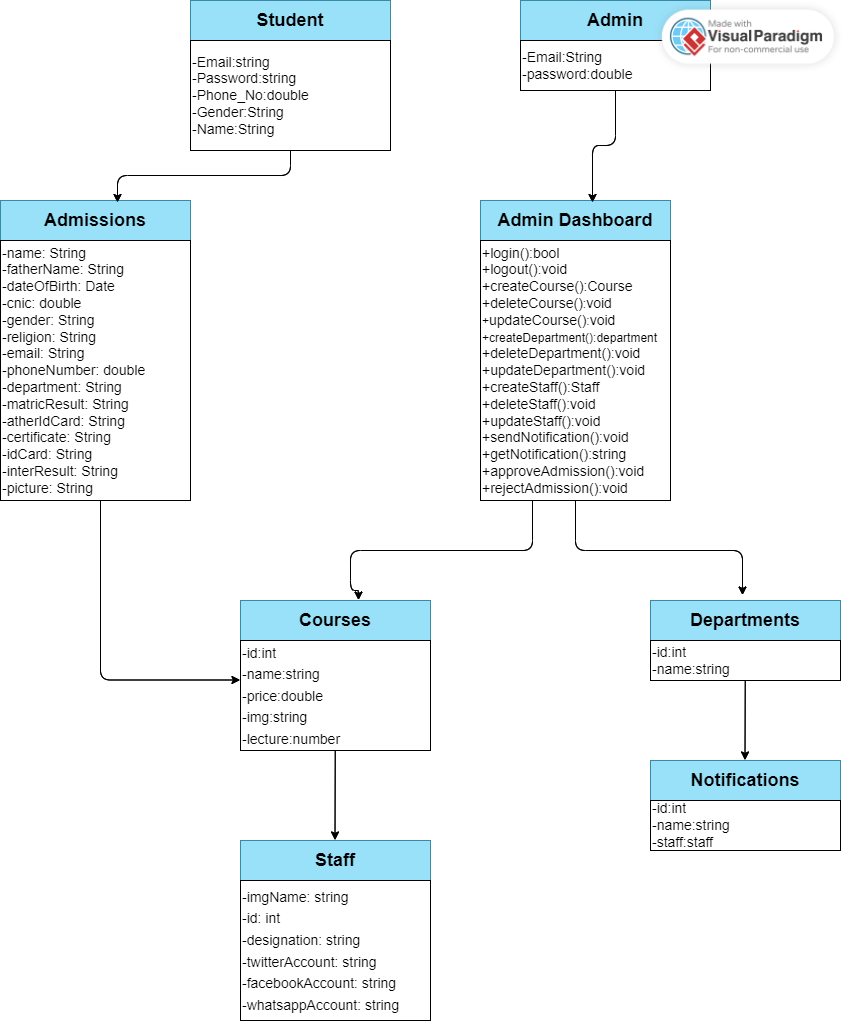 Student
-Email:string
-Password:string
-Phone_No:double
-Gender:String
-Name:String
Admin
-Email:String
-password:double
Made with
VisualParadigm
For non-commercial use
Admissions
-name: String
-fatherName: String
-dateOfBirth: Date
-cnic: double
-gender: String
-religion: String
-email: String
-phoneNumber: double
-department: String
-matricResult: String
-atherIdCard: String
-certificate: String
-idCard: String
-interResult: String
-picture: String
Admin Dashboard
+login():bool
+logout():void
+createCourse():Course
+deleteCourse():void
+updateCourse():void
+createDepartment():department
+deleteDepartment():void
+updateDepartment():void
+createStaff():Staff
+deleteStaff():void
+updateStaff():void
+sendNotification():void
+getNotification():string
+approveAdmission():void
+rejectAdmission():void
Courses
-id:int
-name:string
-price:double
-img:string
-lecture:number
Departments
-id:int
-name:string
Notifications
-id:int
-name:string
-staff:staff
Staff
-imgName: string
-id: int
-designation: string
-twitterAccount: string
-facebookAccount: string
-whatsappAccount: string